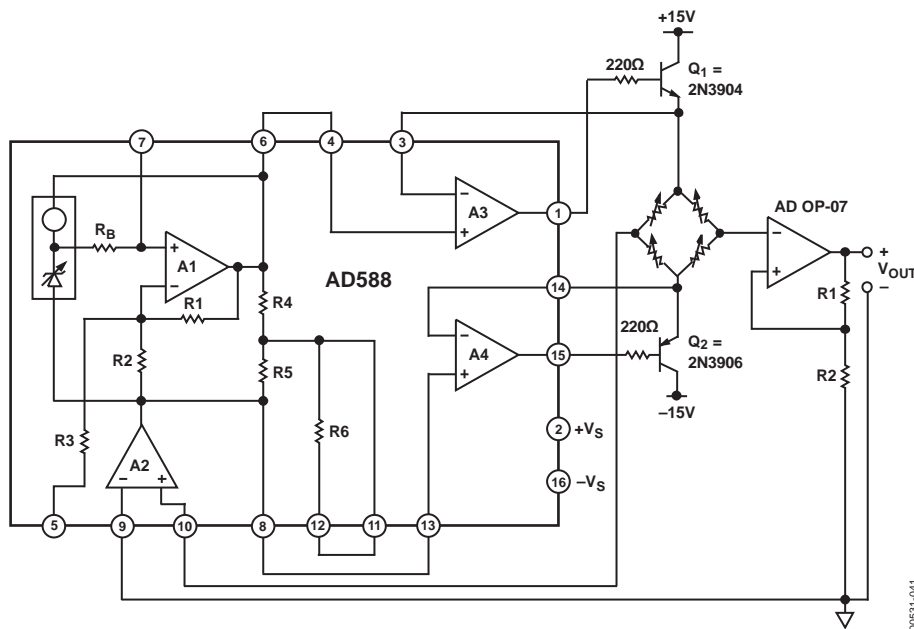 +15V
220Ω
Q1 =
2N3904
7
6
4
3
RB
+
−
A1
−
+
A3
1
AD588
R1
R4
R2
R5
R3
R6
A2
−
+
14
−
+
A4
15
220Ω
Q2 =
2N3906
−15V
2
+VS
16
−VS
AD OP-07
−
+
+
VOUT
−
R1
R2
5
9
10
8
12
11
13
00531-041